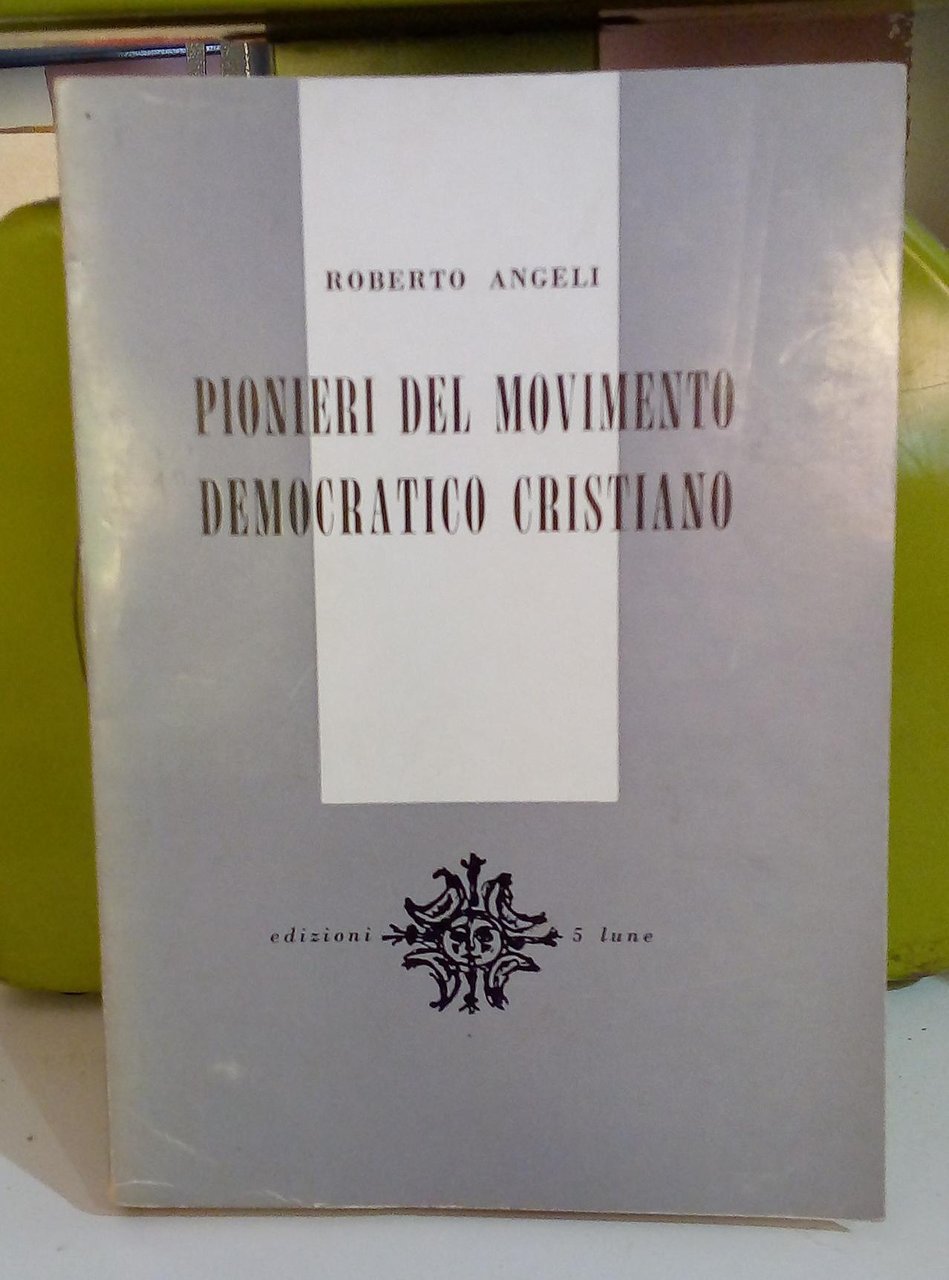 ROBERTO ANGELI
PIONIERI DEL MOVIMENTO
DEMOCRATICO CRISTIANO
edizioni 5 lune